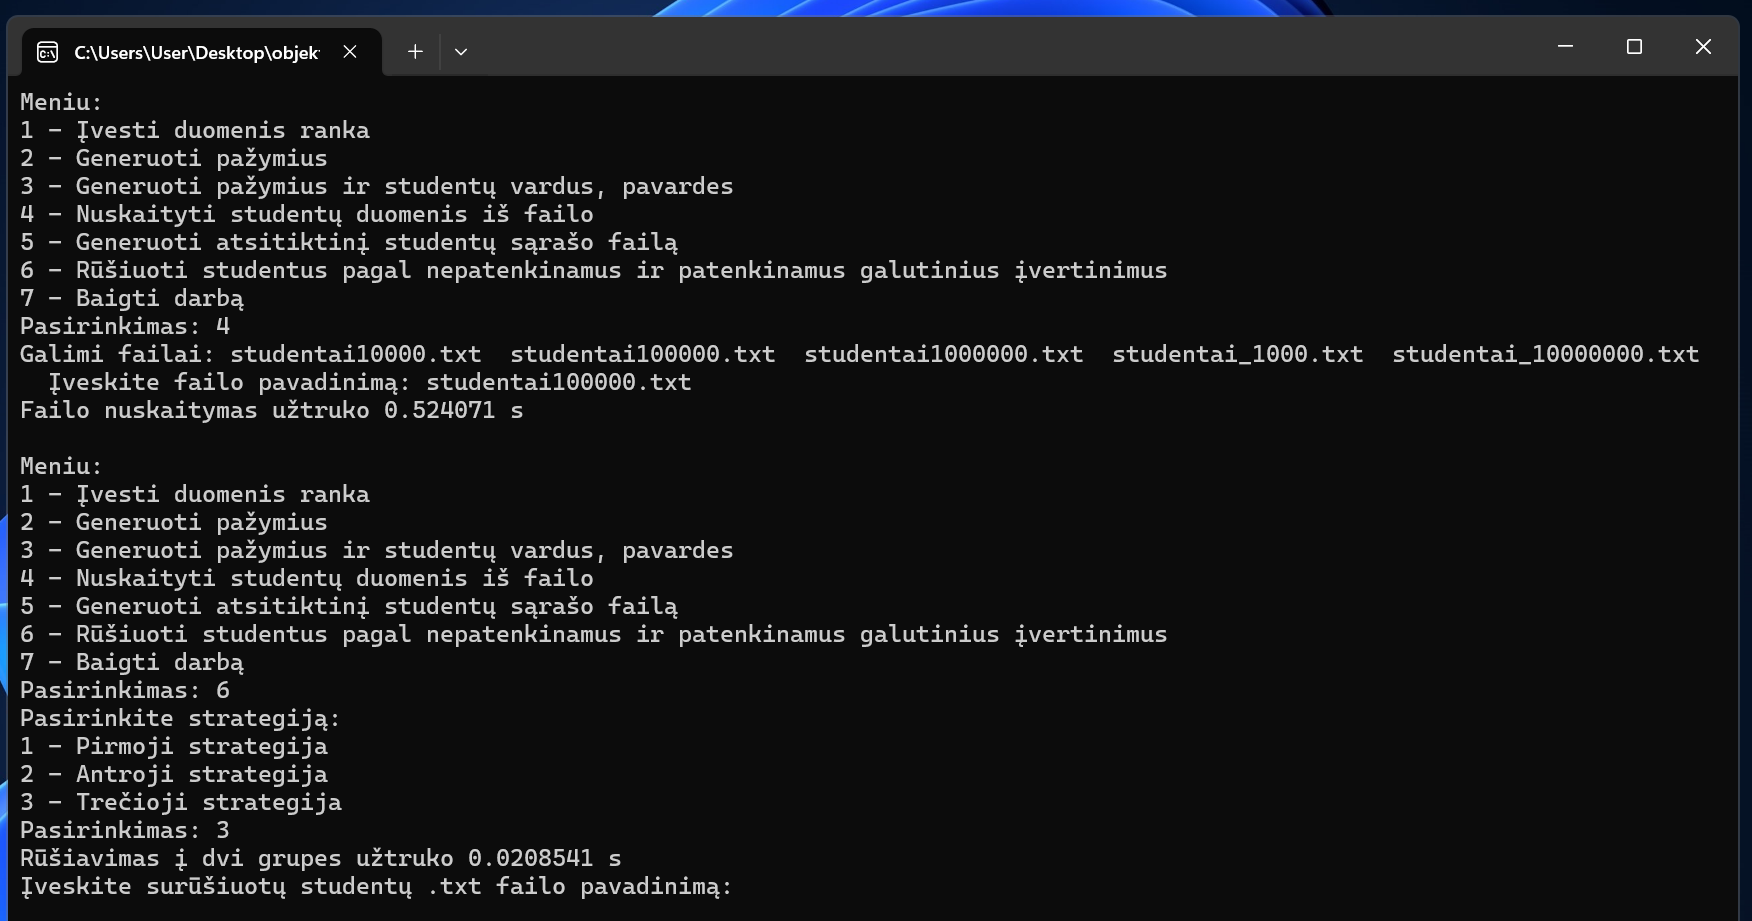 C:\Users\User\Desktop\objek
Meniu:
1 - Įvesti duomenis ranka
2 - Generuoti pažymius
3 - Generuoti pažymius ir studentų vardus, pavardes
4 - Nuskaityti studentų duomenis iš failo
5 - Generuoti atsitiktinį studentų sąrašo failą
6 - Rūšiuoti studentus pagal nepatenkinamus ir patenkinamus galutinius įvertinimus
7 - Baigti darbą
Pasirinkimas: 4
Galimi failai: studentai10000.txt  studentai100000.txt  studentai1000000.txt  studentai_1000.txt  studentai_10000000.txt
  Įveskite failo pavadinimą: studentai100000.txt
Failo nuskaitymas užtruko 0.524071 s
Meniu:
1 - Įvesti duomenis ranka
2 - Generuoti pažymius
3 - Generuoti pažymius ir studentų vardus, pavardes
4 - Nuskaityti studentų duomenis iš failo
5 - Generuoti atsitiktinį studentų sąrašo failą
6 - Rūšiuoti studentus pagal nepatenkinamus ir patenkinamus galutinius įvertinimus
7 - Baigti darbą
Pasirinkimas: 6
Pasirinkite strategiją:
1 - Pirmoji strategija
2 - Antroji strategija
3 - Trečioji strategija
Pasirinkimas: 3
Rūšiavimas į dvi grupes užtruko 0.0208541 s
Įveskite surūšiuotų studentų .txt failo pavadinimą: